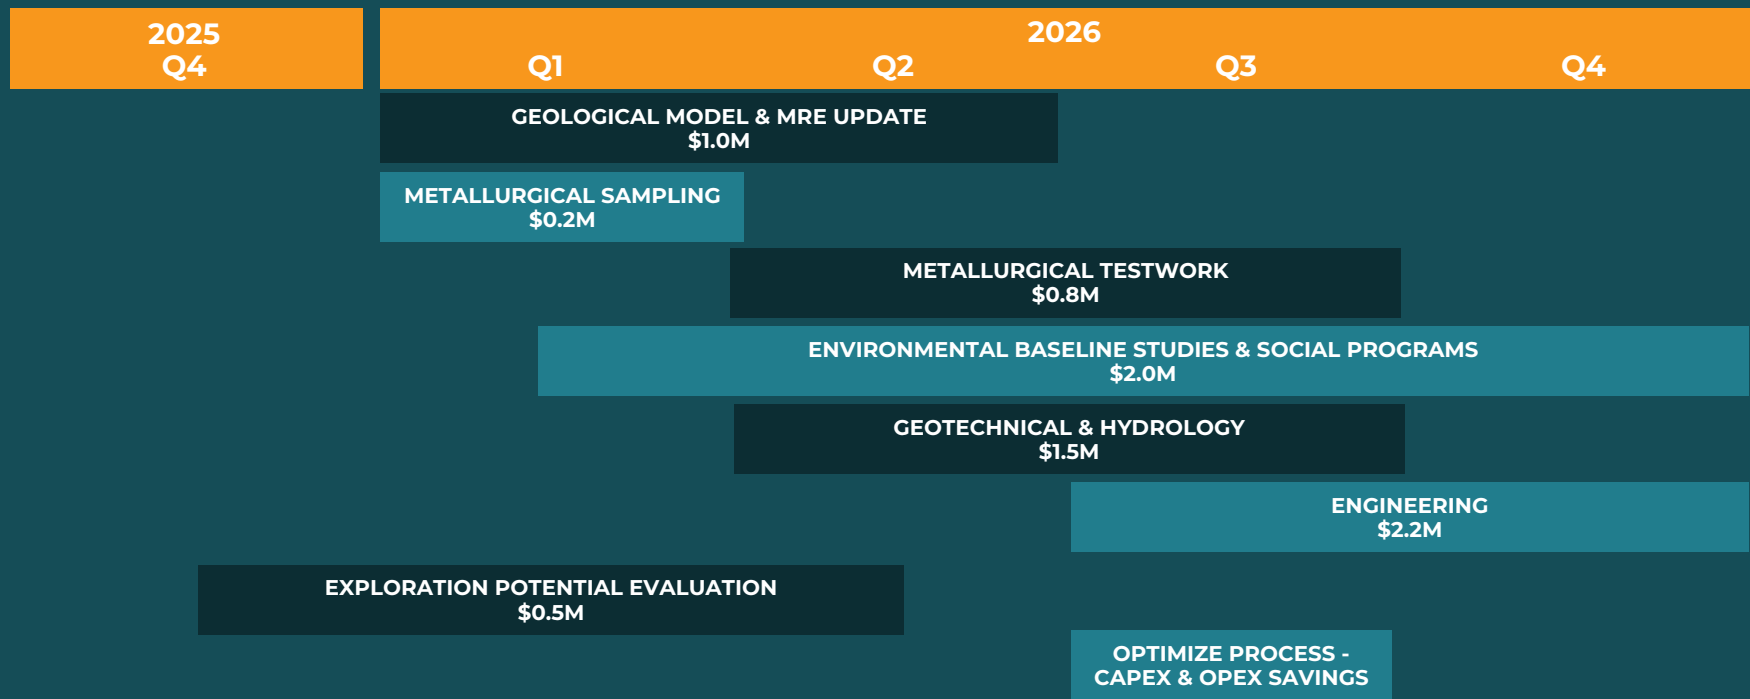 2025
Q4
2026
Q1 Q2 Q3 Q4
GEOLOGICAL MODEL & MRE UPDATE
$1.0M
METALLURGICAL SAMPLING
$0.2M
METALLURGICAL TESTWORK
$0.8M
ENVIRONMENTAL BASELINE STUDIES & SOCIAL PROGRAMS
$2.0M
GEOTECHNICAL & HYDROLOGY
$1.5M
ENGINEERING
$2.2M
EXPLORATION POTENTIAL EVALUATION
$0.5M
OPTIMIZE PROCESS -
CAPEX & OPEX SAVINGS